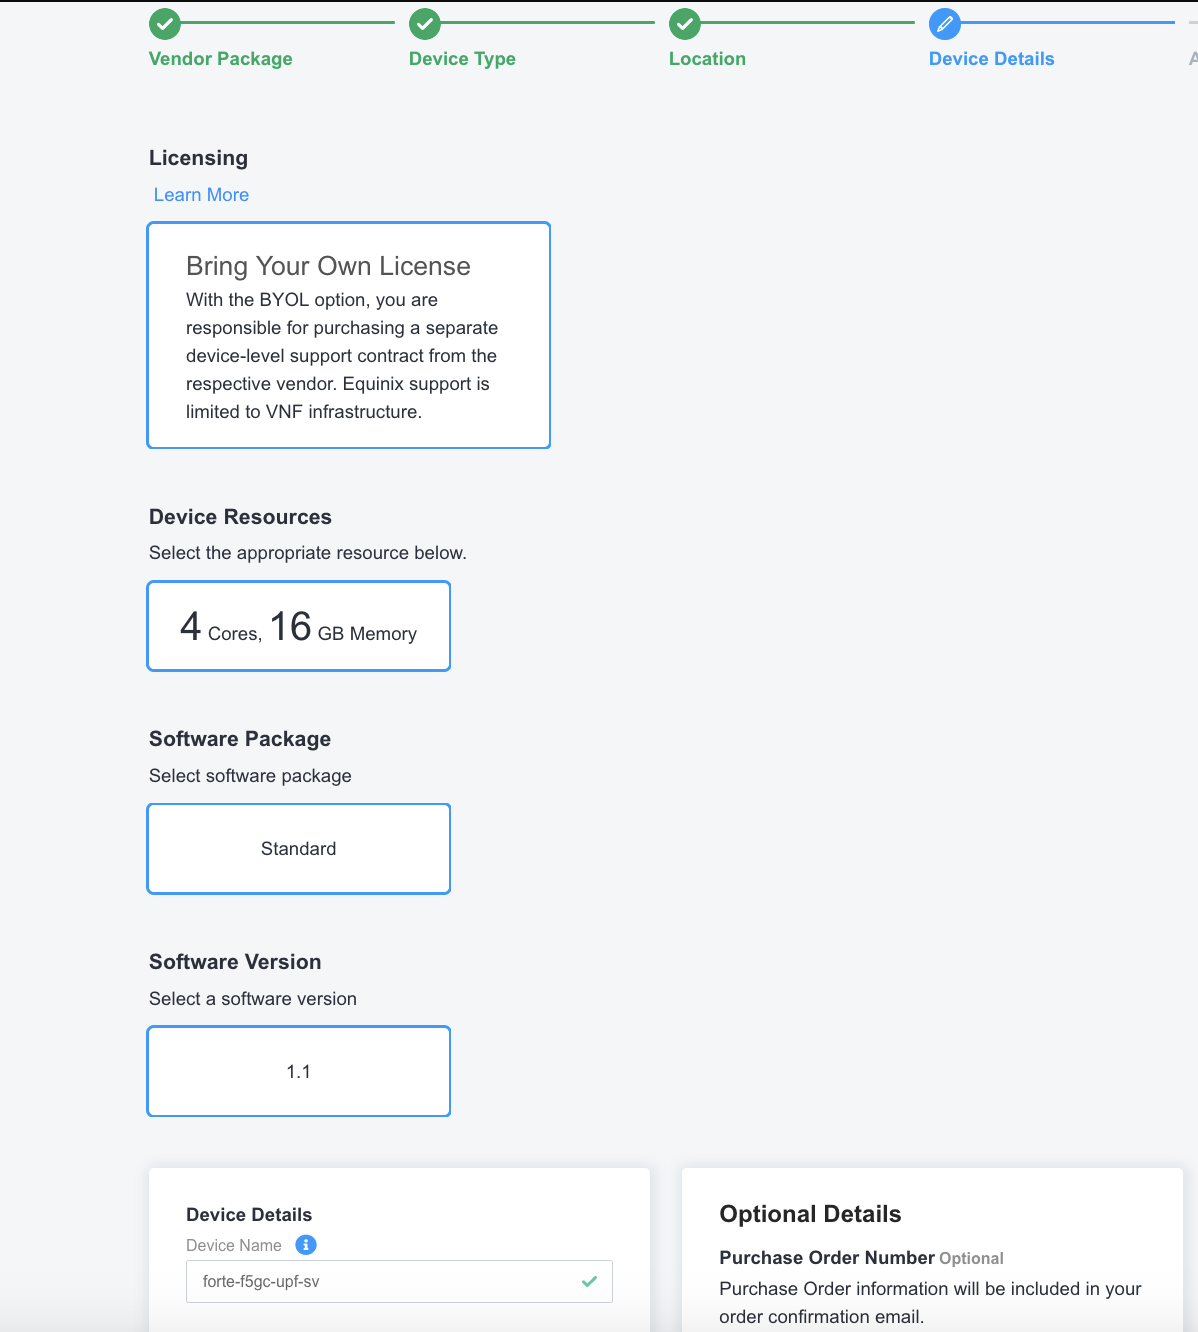 Vendor Package
Device Type
Location
Device Details
A
Licensing
Learn More
Bring Your Own License
With the BYOL option, you are
responsible for purchasing a separate
device-level support contract from the
respective vendor. Equinix support is
limited to VNF infrastructure.
Device Resources
Select the appropriate resource below.
4 Cores, 16 GB Memory
Software Package
Select software package
Standard
Software Version
Select a software version
1.1
Device Details
Device Name
forte-f5gc-upf-sv
Optional Details
Purchase Order Number Optional
Purchase Order information will be included in your
order confirmation email.